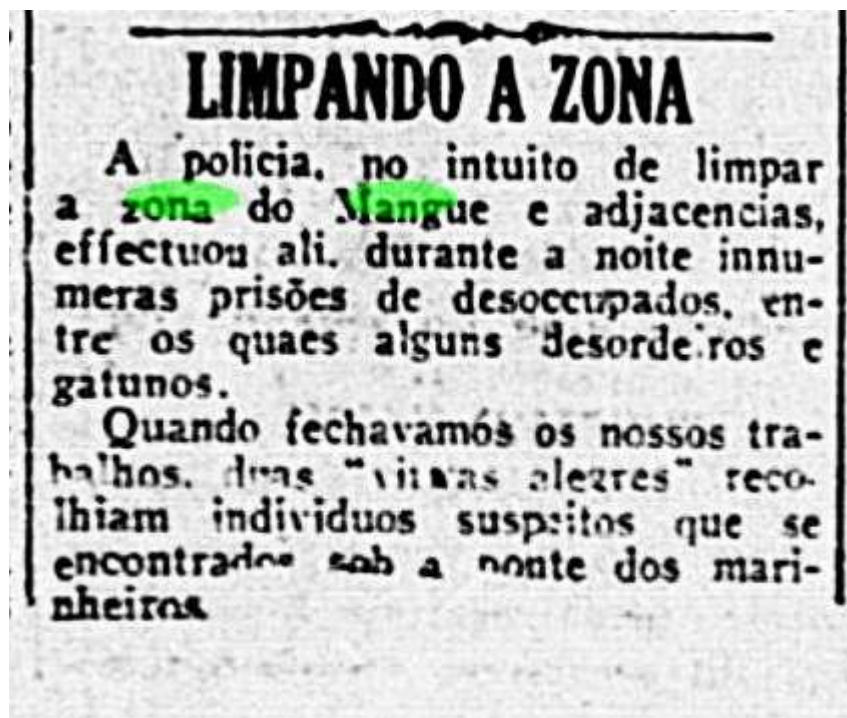 LIMPANDO A ZONA
A policia, no intuito de limpar
a zona do Mangue e adjacencias,
effectuou ali, durante a noite innu-
meras prisões de desoccupados, en-
tre os quaes alguns desordeiros e
gatunos.
Quando fechavamós os nossos tra-
balhos, duas "viuvas alegres" reco-
lhiam individuos suspeitos que se
encontrados sob a ponte dos mari-
nheiros